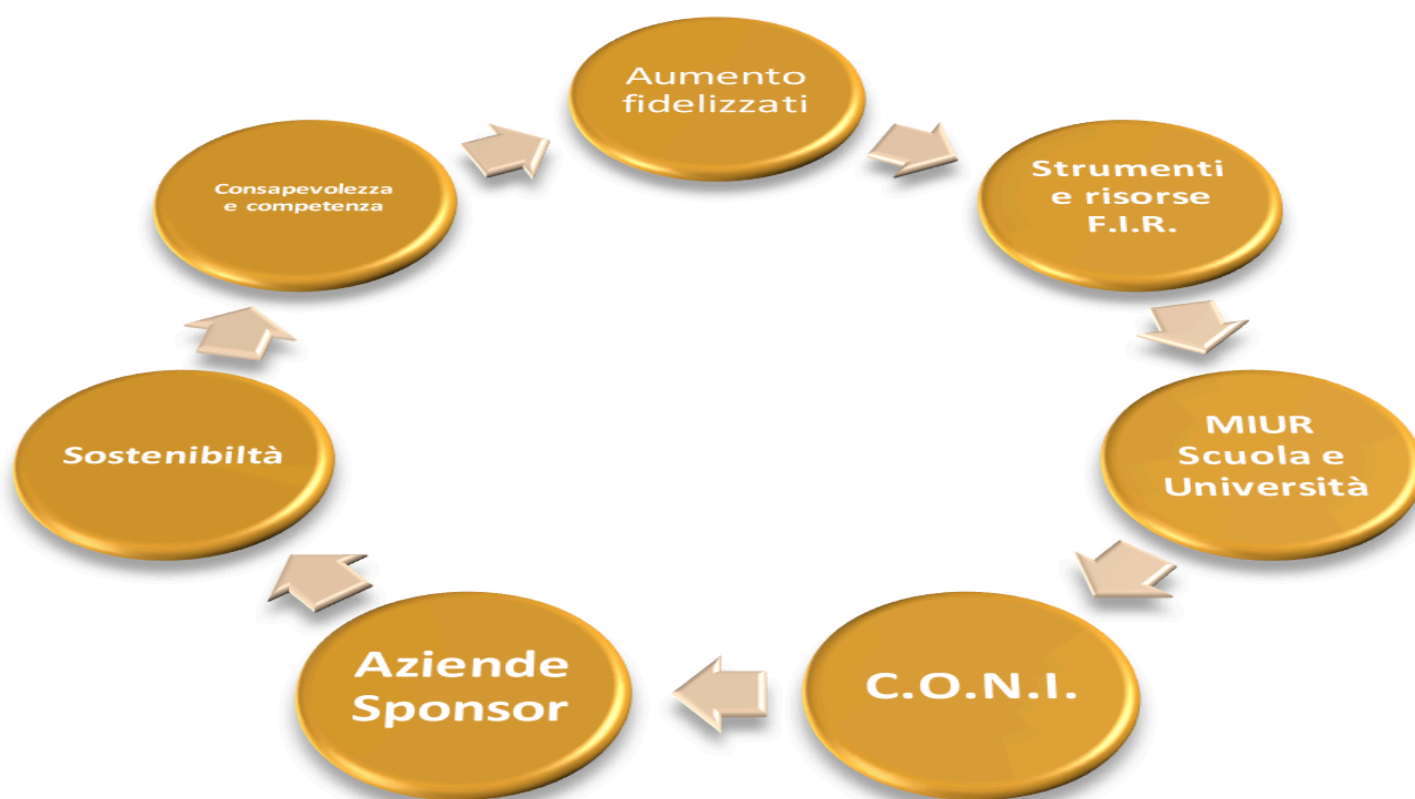 Aumento
fidelizzati
Strumenti
e risorse
F.I.R.
MIUR
Scuola e
Università
C.O.N.I.
Aziende
Sponsor
Sostenibiltà
Consapevolezza
e competenza